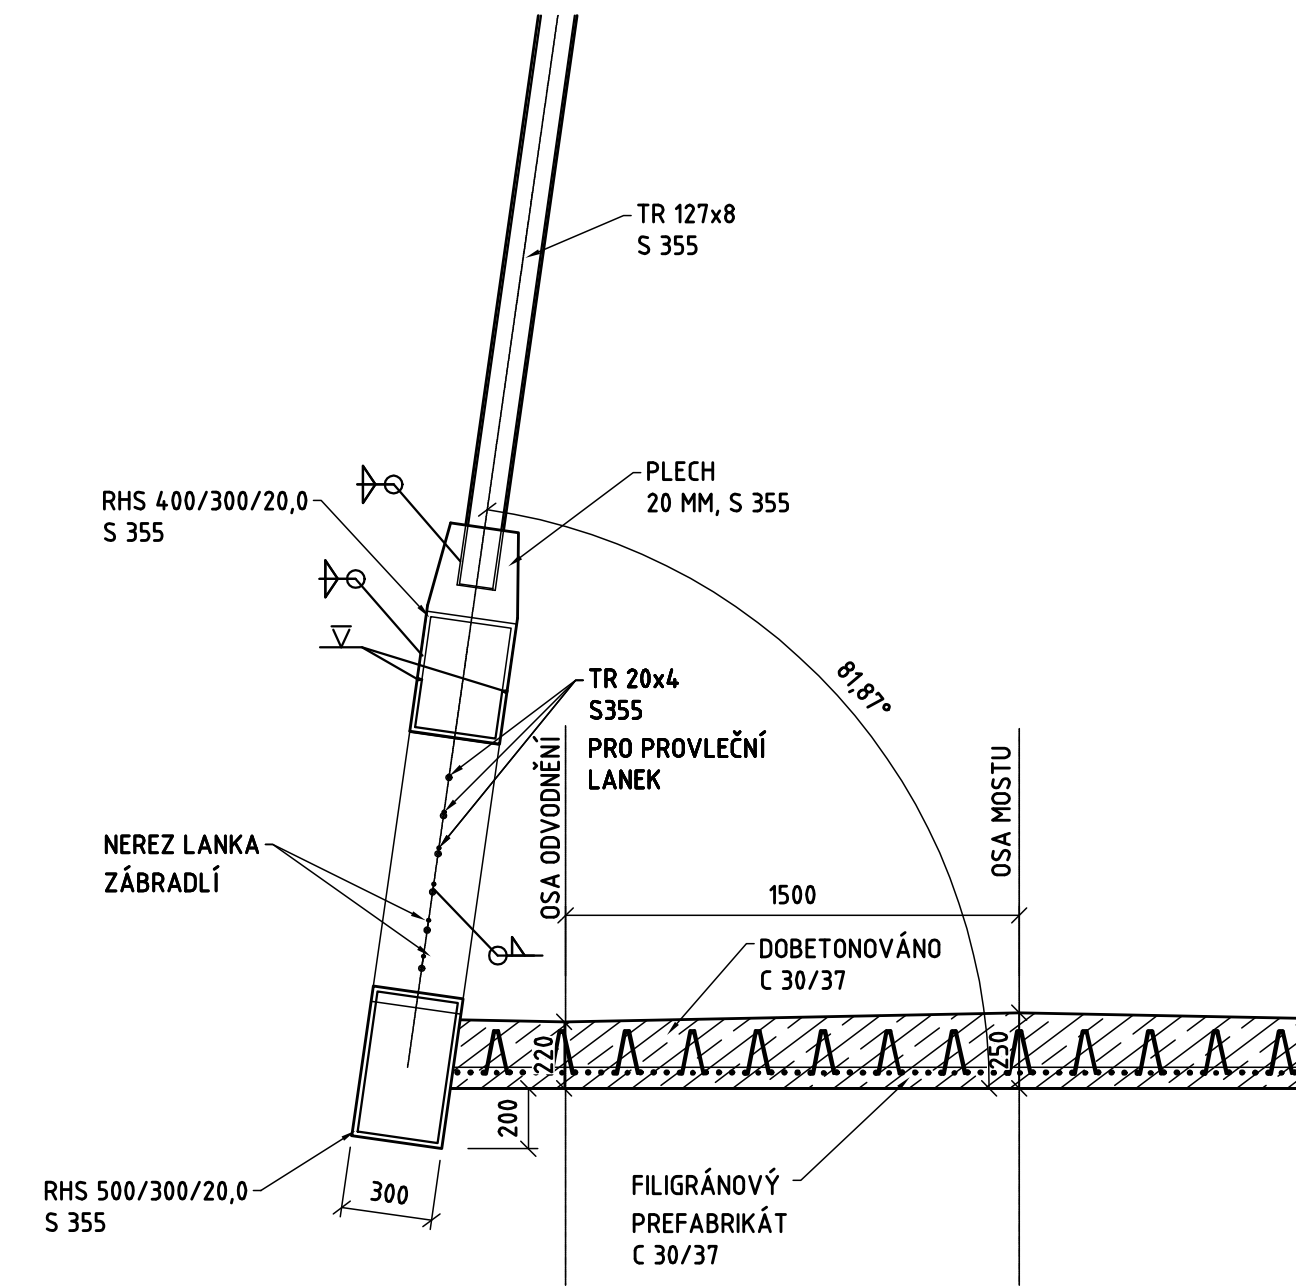 TR 127x8
S 355
PLECH
20 MM, S 355
RHS 400/300/20,0
S 355
81,87°
TR 20x4
S355
PRO PROVLEČNÍ
LANEK
OSA ODVODNĚNÍ
OSA MOSTU
NEREZ LANKA
ZÁBRADLÍ
1500
DOBETONOVÁNO
C 30/37
220
250
200
300
RHS 500/300/20,0
S 355
FILIGRÁNOVÝ
PREFABRIKÁT
C 30/37